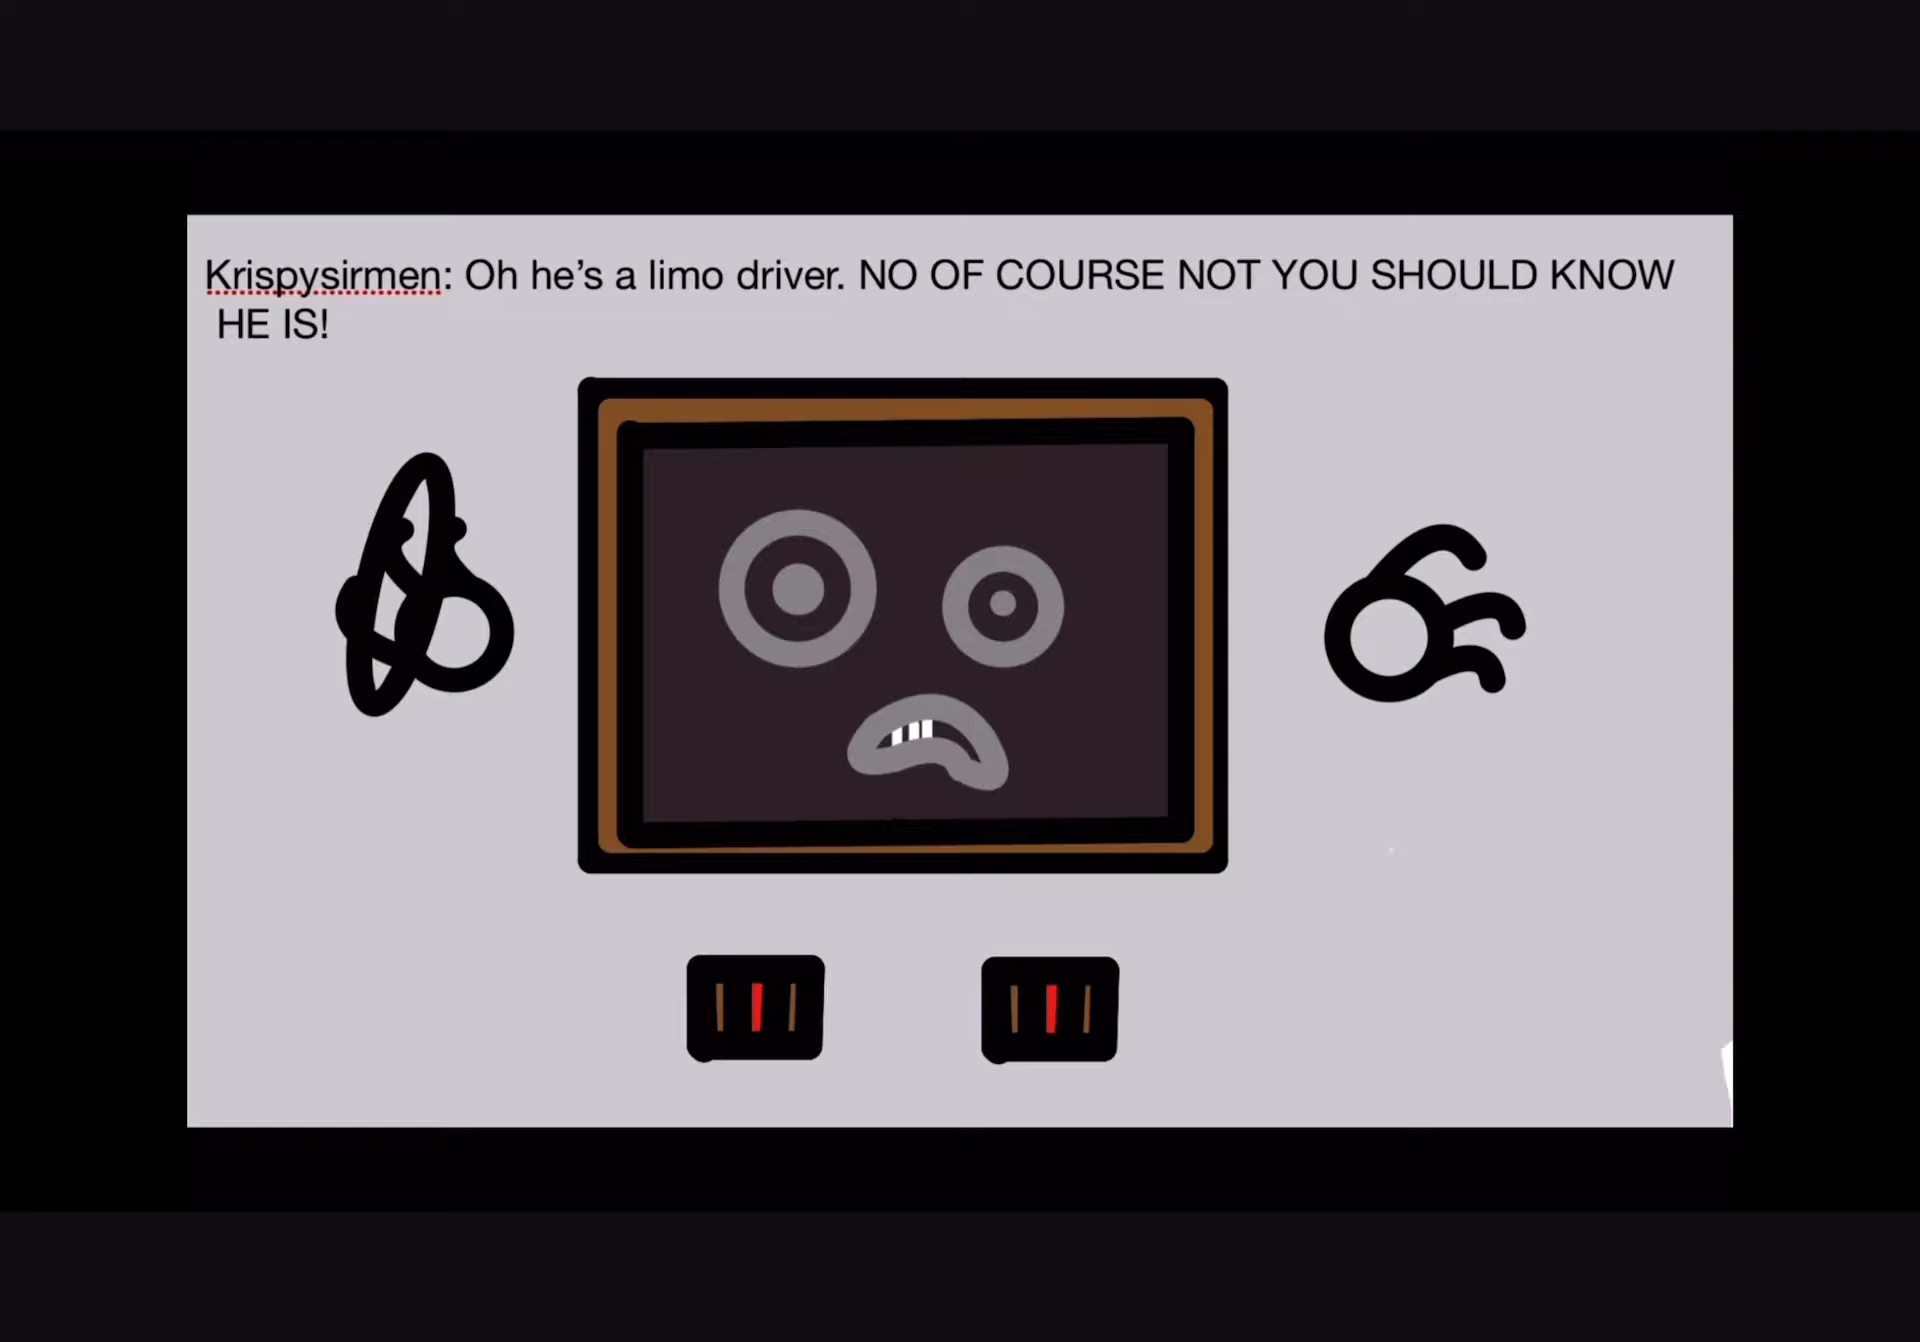 Krispysirmen: Oh he’s a limo driver. NO OF COURSE NOT YOU SHOULD KNOW
HE IS!